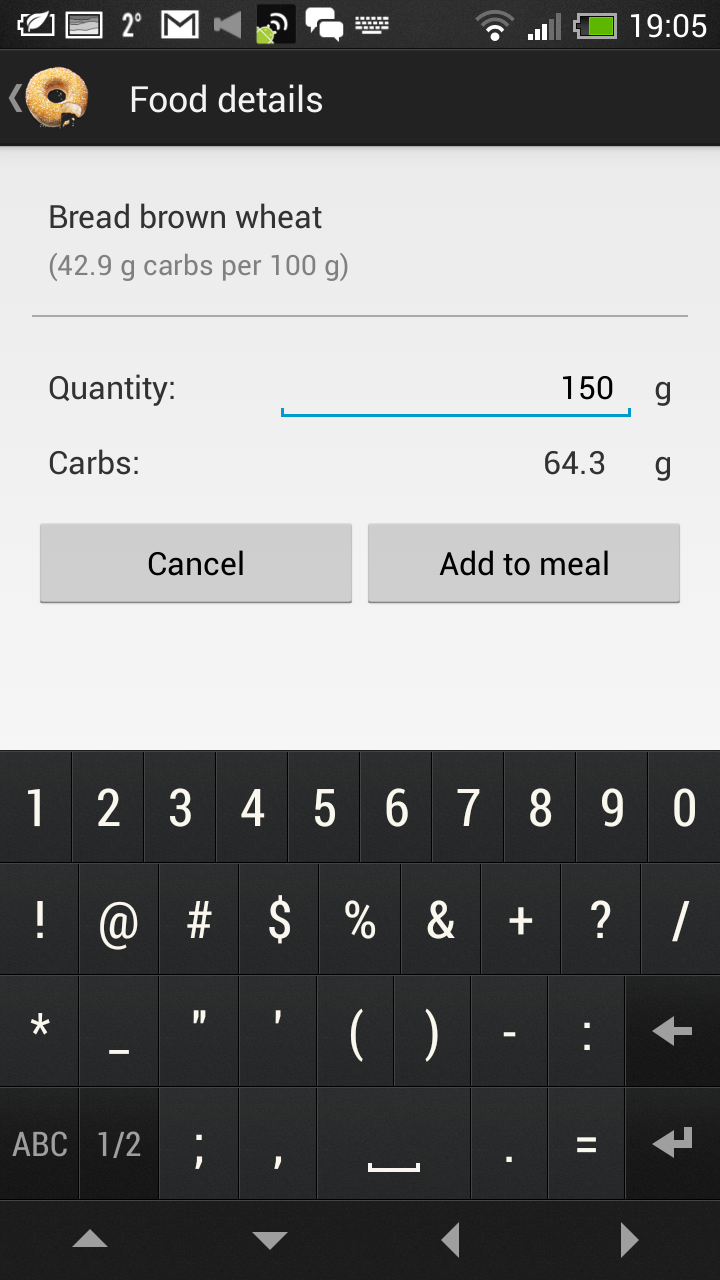 2° 19:05
Food details
Bread brown wheat
(42.9 g carbs per 100 g)
Quantity: 150 g
Carbs: 64.3 g
Cancel Add to meal
1 2 3 4 5 6 7 8 9 0
! @ # $ % & + ? /
* _ " ' ( ) - :
ABC 1/2 ; , . =